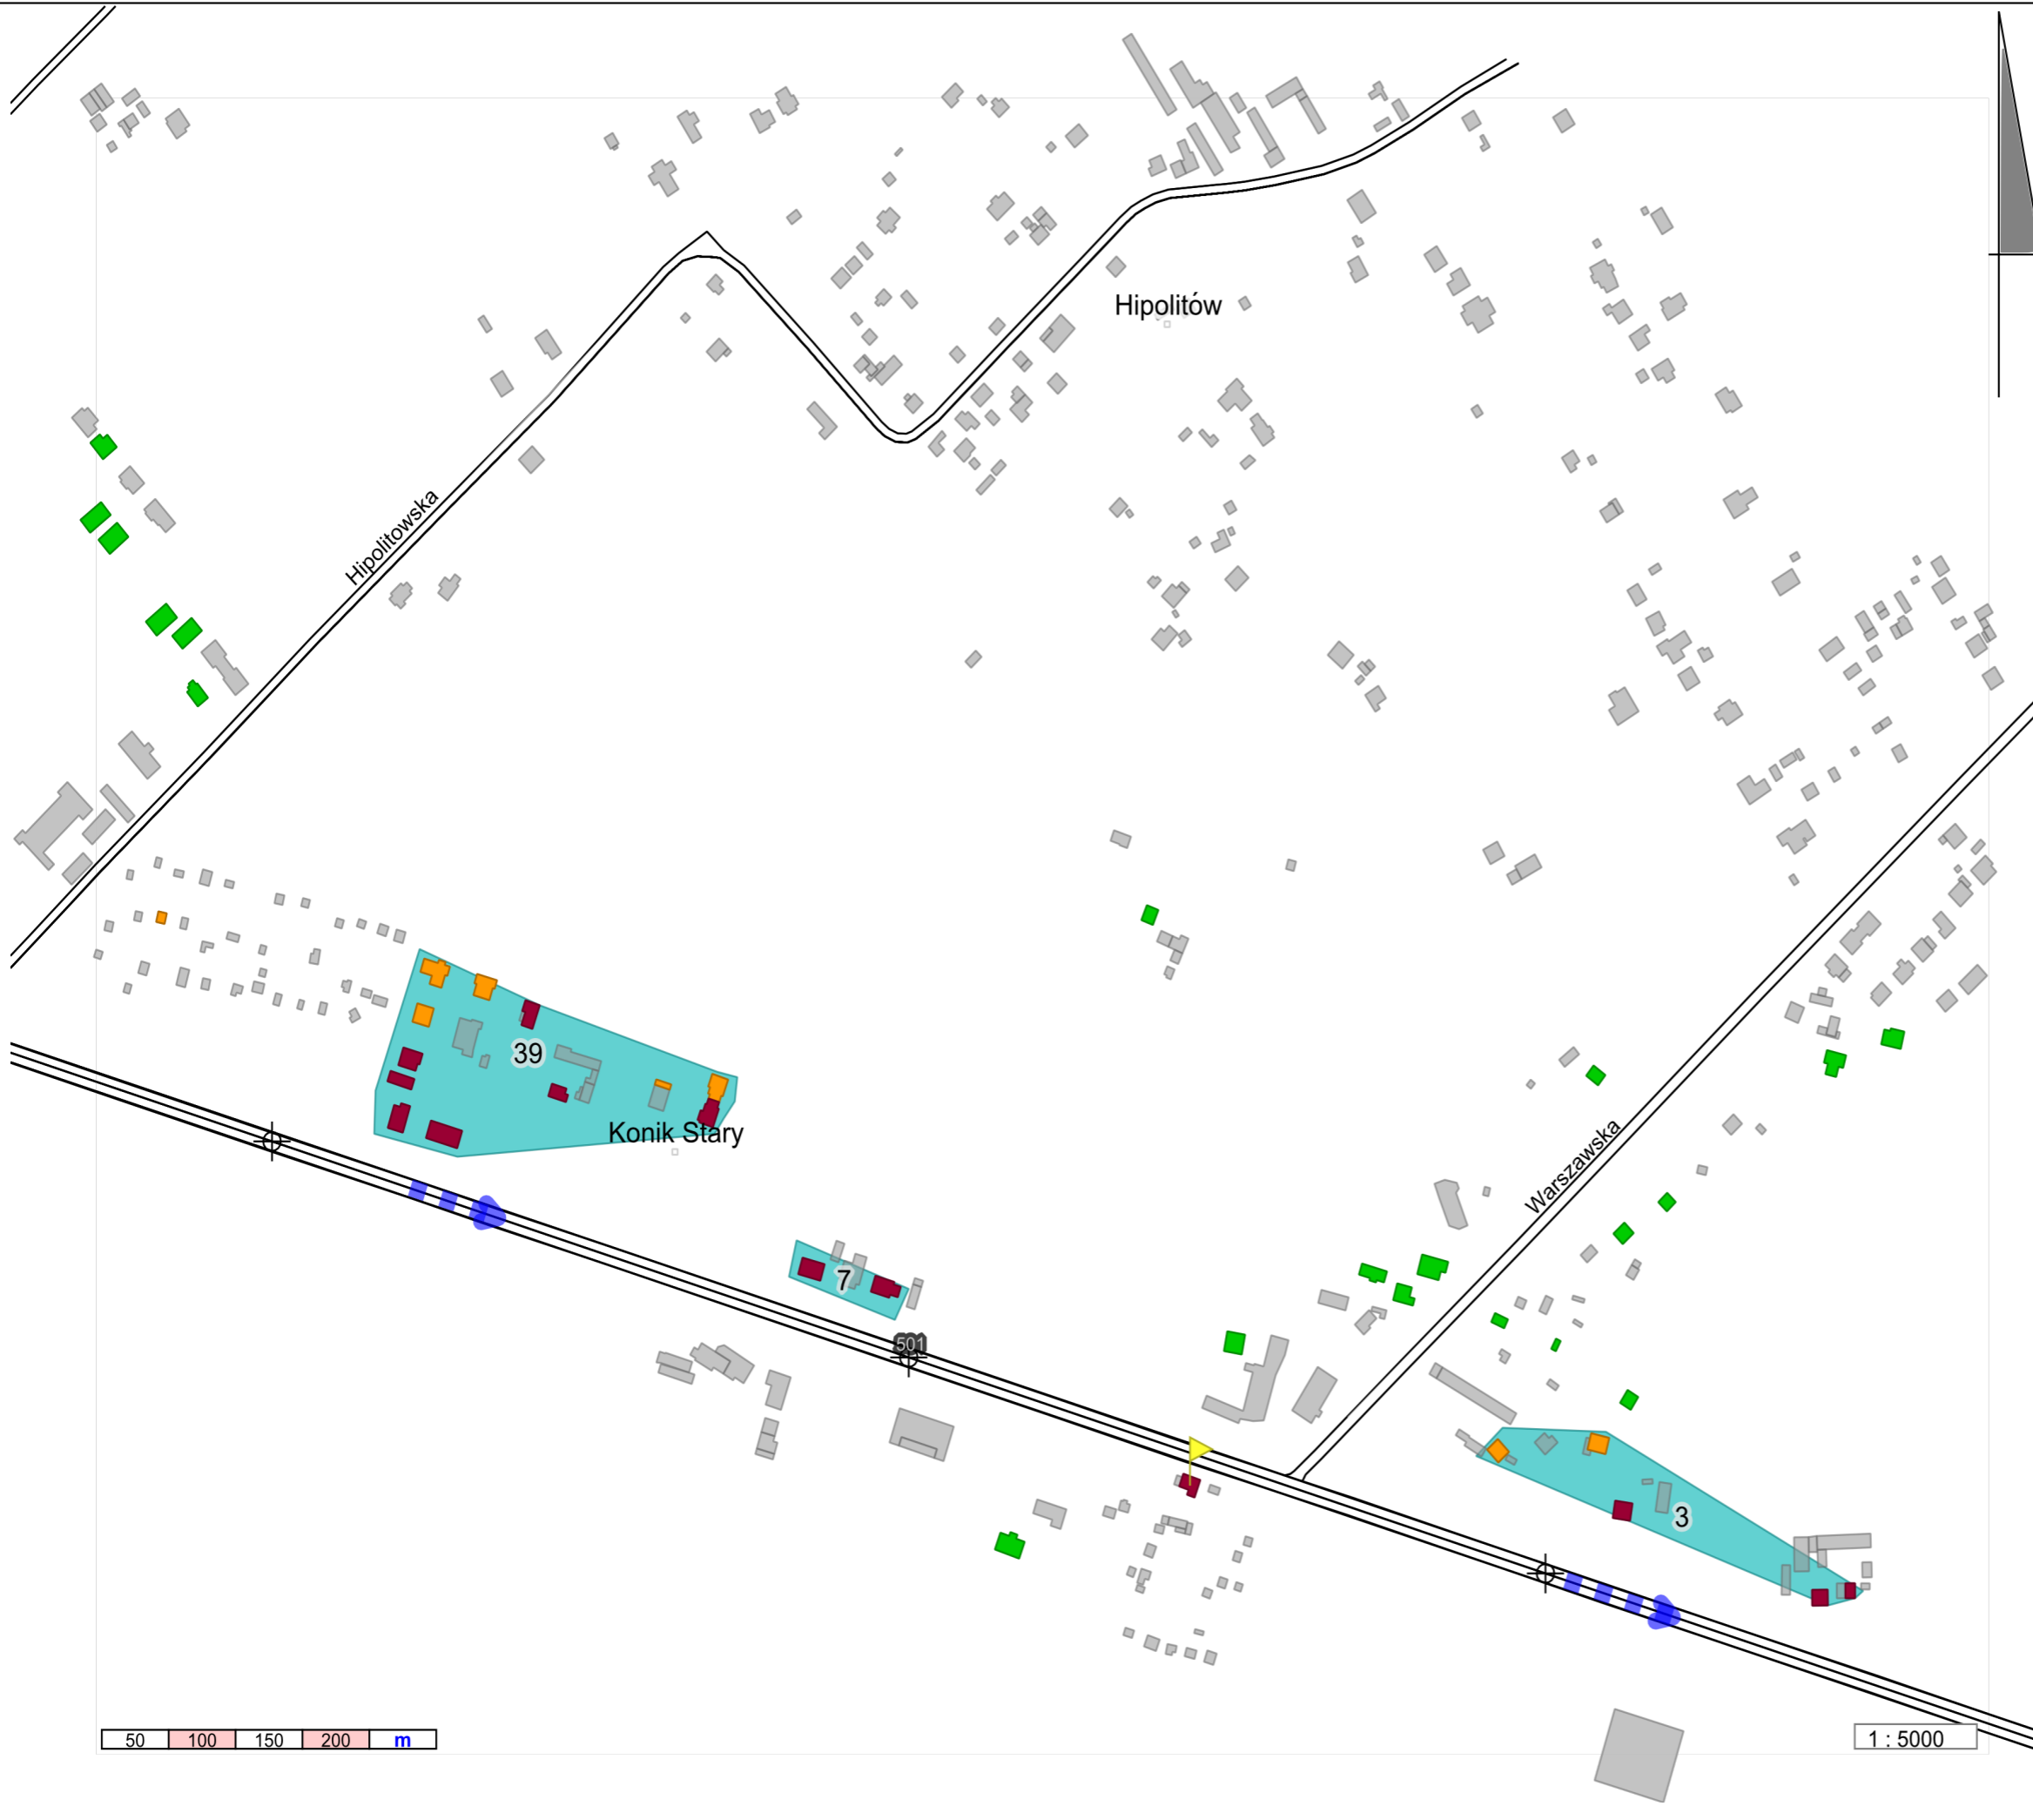 Hipolitów
Hipolitowska
39
Konik Stary
Warszawska
7
501
3
50 100 150 200 m
1 : 5000